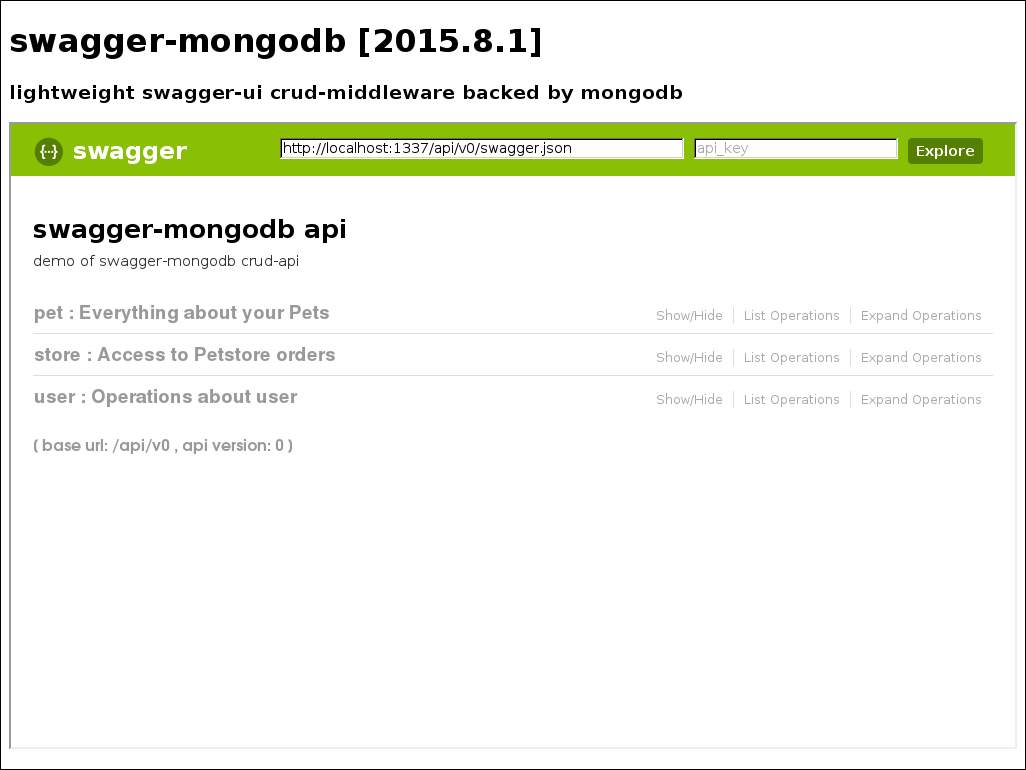 swagger-mongodb [2015.8.1]
lightweight swagger-ui crud-middleware backed by mongodb
{···} swagger http://localhost:1337/api/v0/swagger.json api_key Explore
swagger-mongodb api
demo of swagger-mongodb crud-api
pet : Everything about your Pets Show/Hide List Operations Expand Operations
store : Access to Petstore orders Show/Hide List Operations Expand Operations
user : Operations about user Show/Hide List Operations Expand Operations
[ base url: /api/v0 , api version: 0 ]